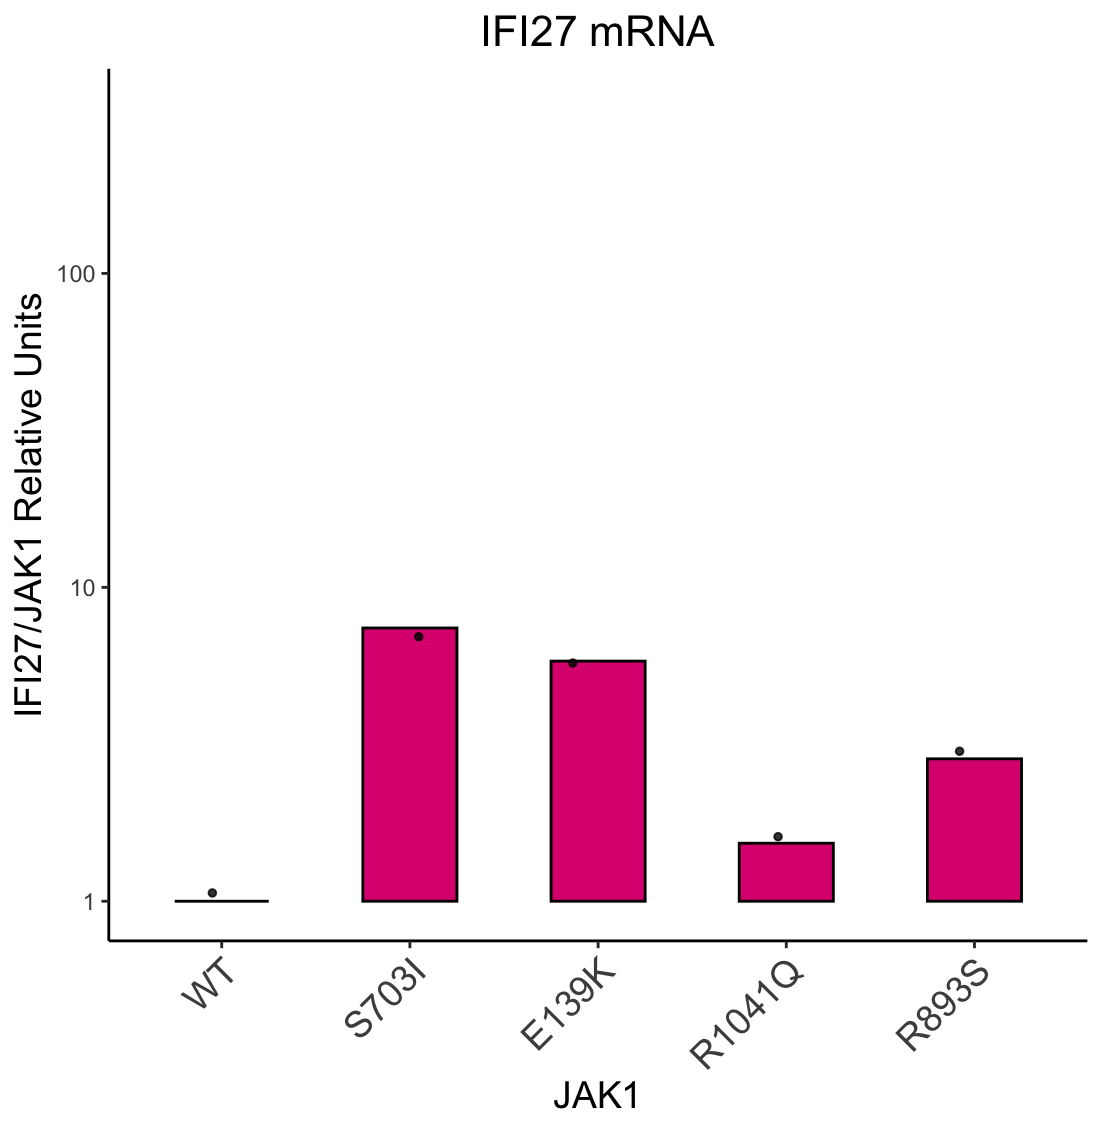 IFI27 mRNA
IFI27/JAK1 Relative Units
100
10
1
WT
S703I
E139K
R1041Q
R893S
JAK1